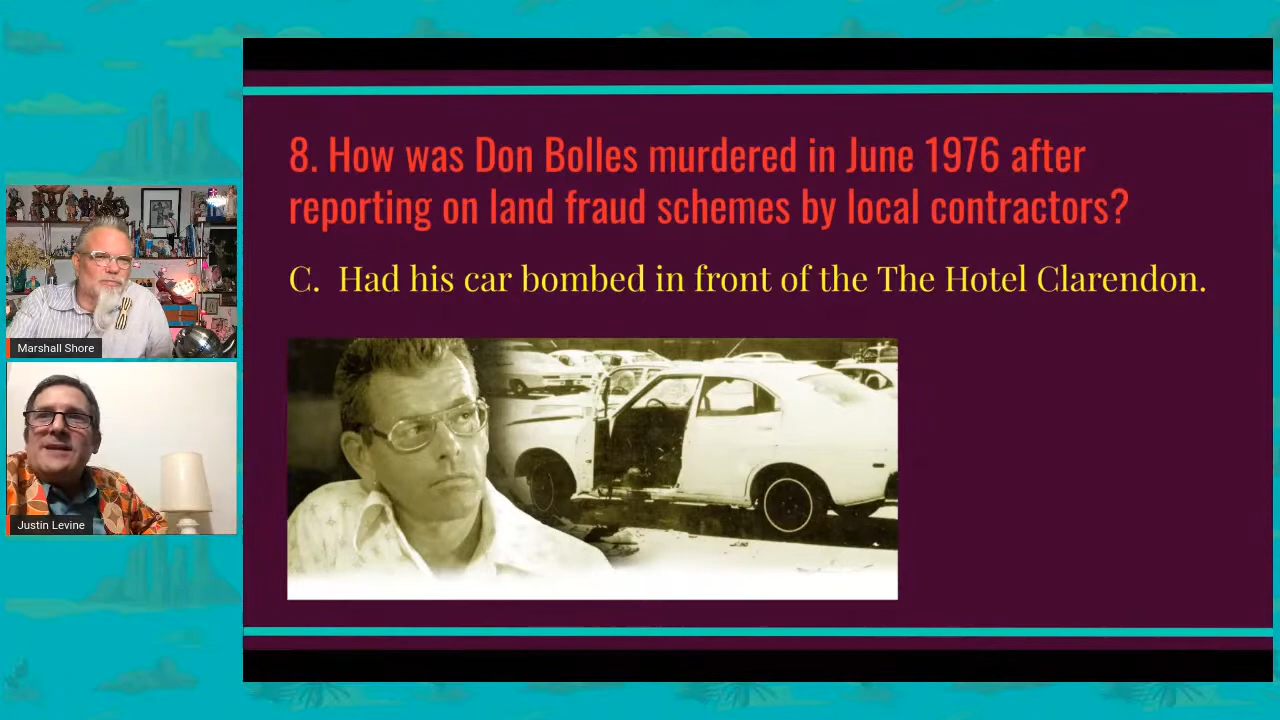 8. How was Don Bolles murdered in June 1976 after
reporting on land fraud schemes by local contractors?
C. Had his car bombed in front of the The Hotel Clarendon.
Marshall Shore
Justin Levine